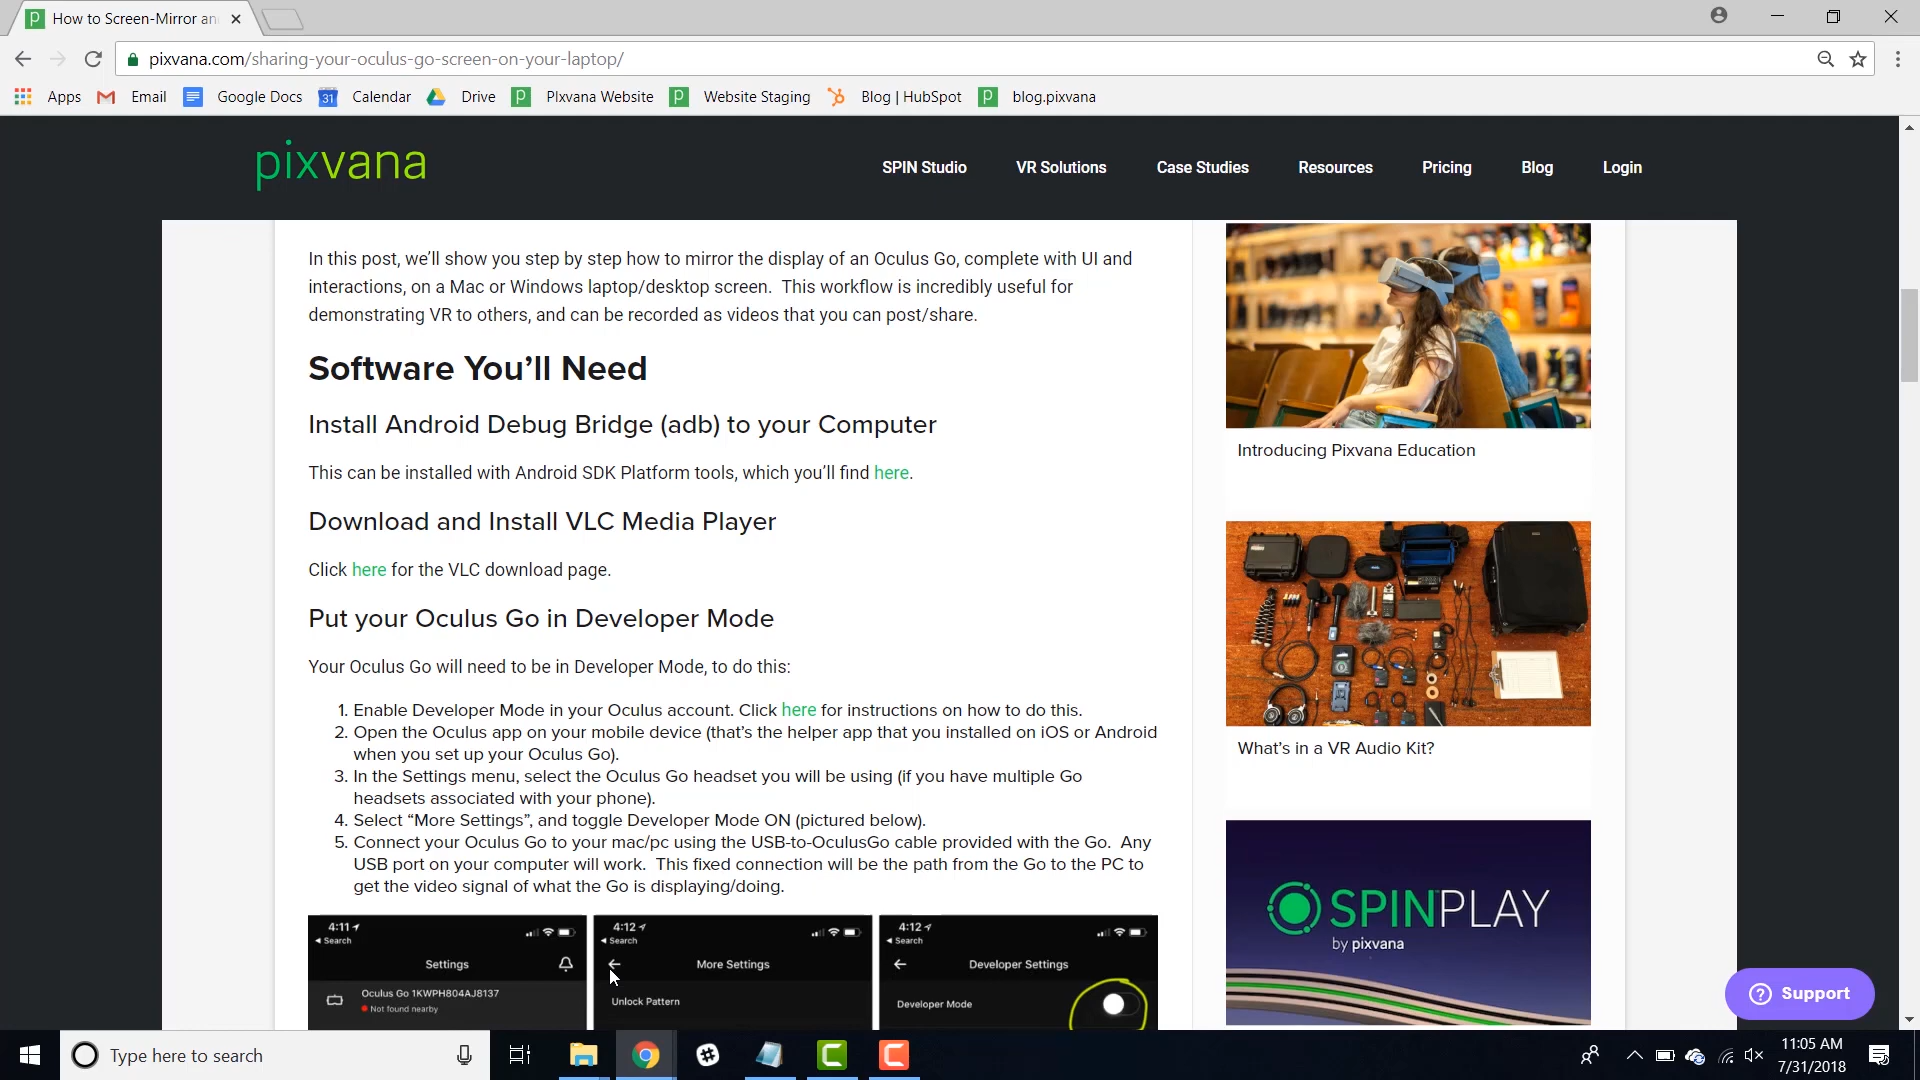 How to Screen-Mirror an
pixvana.com/sharing-your-oculus-go-screen-on-your-laptop/
Apps Email Google Docs 31 Calendar Drive PIxvana Website Website Staging Blog | HubSpot blog.pixvana
pixvana
SPIN Studio VR Solutions Case Studies Resources Pricing Blog Login
In this post, we’ll show you step by step how to mirror the display of an Oculus Go, complete with UI and
interactions, on a Mac or Windows laptop/desktop screen. This workflow is incredibly useful for
demonstrating VR to others, and can be recorded as videos that you can post/share.
Software You’ll Need
Install Android Debug Bridge (adb) to your Computer
This can be installed with Android SDK Platform tools, which you’ll find here.
Download and Install VLC Media Player
Click here for the VLC download page.
Put your Oculus Go in Developer Mode
Your Oculus Go will need to be in Developer Mode, to do this:
1. Enable Developer Mode in your Oculus account. Click here for instructions on how to do this.
2. Open the Oculus app on your mobile device (that’s the helper app that you installed on iOS or Android
when you set up your Oculus Go).
3. In the Settings menu, select the Oculus Go headset you will be using (if you have multiple Go
headsets associated with your phone).
4. Select “More Settings”, and toggle Developer Mode ON (pictured below).
5. Connect your Oculus Go to your mac/pc using the USB-to-OculusGo cable provided with the Go. Any
USB port on your computer will work. This fixed connection will be the path from the Go to the PC to
get the video signal of what the Go is displaying/doing.
4:11
Search
Settings
Oculus Go 1KWPH804AJ8137
Not found nearby
4:12
Search
More Settings
Unlock Pattern
4:12
Search
Developer Settings
Developer Mode
Introducing Pixvana Education
What’s in a VR Audio Kit?
SPINPLAY
by pixvana
Support
Type here to search
11:05 AM
7/31/2018